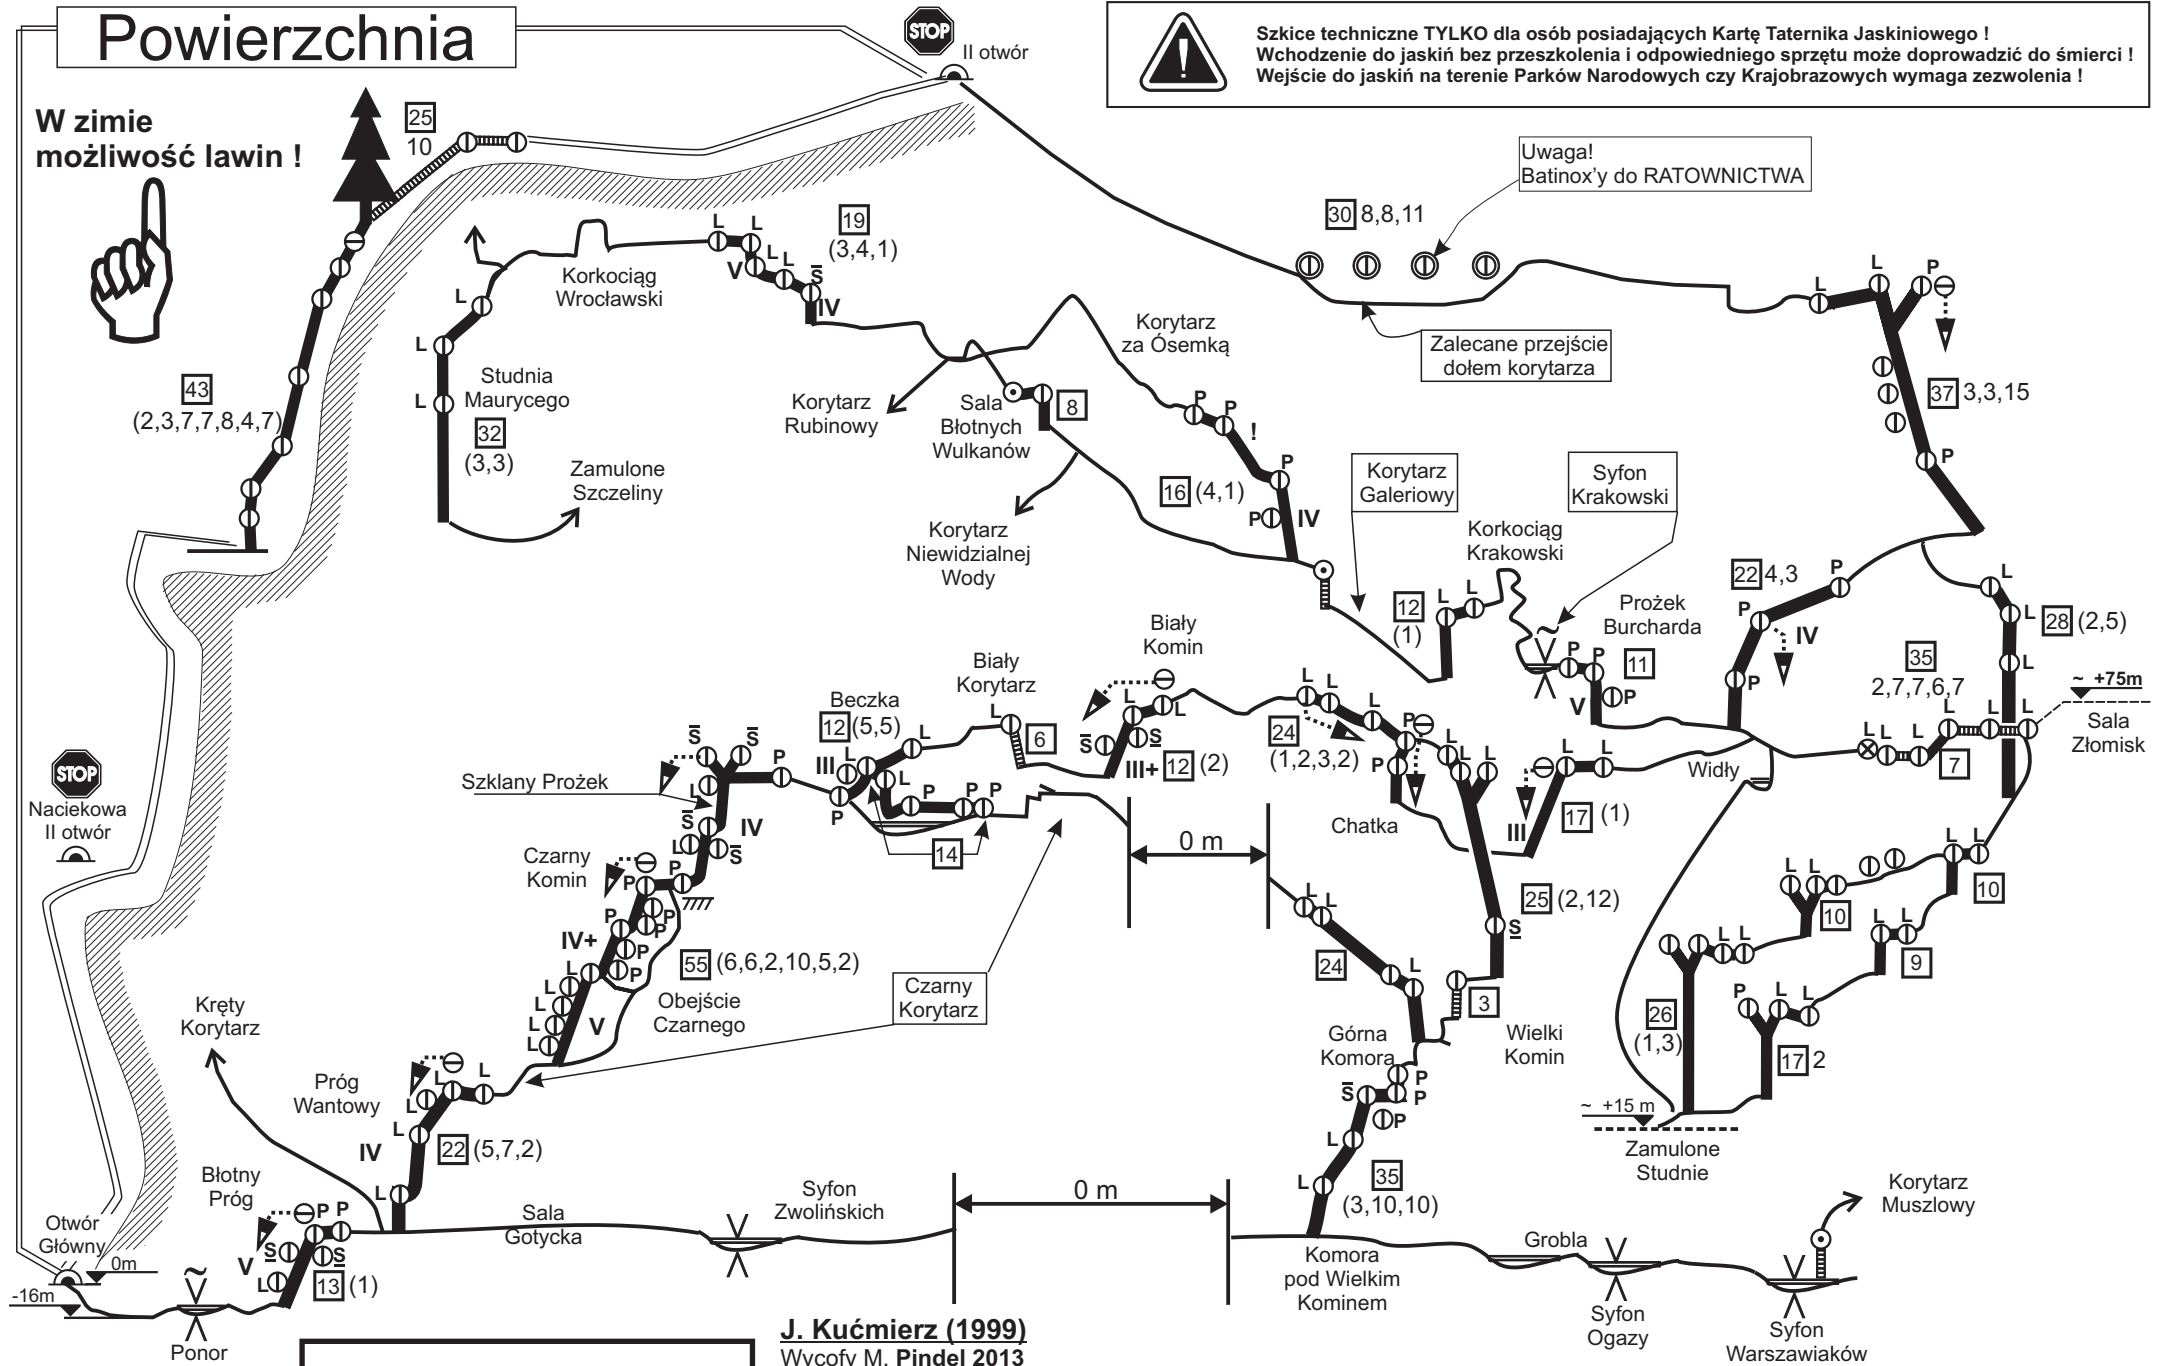 Powierzchnia
STOP
II otwór
Szkice techniczne TYLKO dla osób posiadających Kartę Taternika Jaskiniowego !
Wchodzenie do jaskiń bez przeszkolenia i odpowiedniego sprzętu może doprowadzić do śmierci !
Wejście do jaskiń na terenie Parków Narodowych czy Krajobrazowych wymaga zezwolenia !
W zimie
możliwość lawin !
25
10
Uwaga!
Batinox'y do RATOWNICTWA
30 8,8,11
Zalecane przejście
dołem korytarza
L
L
P
37 3,3,15
P
43
(2,3,7,7,8,4,7)
Korkociąg
Wrocławski
L
L
V
L
L
S
IV
19
(3,4,1)
L
L
L
Studnia
Maurycego
32
(3,3)
Zamulone
Szczeliny
Korytarz
za Ósemką
Korytarz
Rubinowy
Sala
Błotnych
Wulkanów
8
P
P
!
P
16 (4,1)
P
IV
Korytarz
Niewidzialnej
Wody
Korytarz
Galeriowy
Syfon
Krakowski
Korkociąg
Krakowski
12
(1)
L
L
Prożek
Burcharda
P
P
11
P
V
22 4,3
P
P
IV
P
L
L
28 (2,5)
L
35
2,7,7,6,7
~ +75m
Sala
Złomisk
L
L
L
L
L
7
Widły
Biały
Komin
Biały
Korytarz
L
6
L
L
S
S
III+ 12 (2)
Beczka
12 (5,5)
III
L
L
L
P
P
P
P
14
24
(1,2,3,2)
L
L
L
P
P
L
L
L
Chatka
L
L
III
17 (1)
Szklany Prożek
S
S
L
P
S
IV
L
S
STOP
Naciekowa
II otwór
Czarny
Komin
P
P
P
P
P
P
P
IV+
L
L
L
L
L
V
55 (6,6,2,10,5,2)
Obejście
Czarnego
Czarny
Korytarz
0 m
L
L
24
L
25 (2,12)
S
3
Wielki
Komin
Górna
Komora
P
P
P
S
L
L
35
(3,10,10)
L
L
10
L
L
10
L
L
9
L
L
26
(1,3)
P
L
L
17 2
~ +15 m
Zamulone
Studnie
Kręty
Korytarz
Próg
Wantowy
L
L
L
L
IV
L
22 (5,7,2)
Błotny
Próg
P
P
S
S
V
L
13 (1)
Otwór
Główny
0m
-16m
Ponor
Sala
Gotycka
Syfon
Zwolińskich
0 m
Komora
pod Wielkim
Kominem
Grobla
Syfon
Ogazy
Syfon
Warszawiaków
Korytarz
Muszlowy
J. Kućmierz (1999)
Wycofy M. Pindel 2013